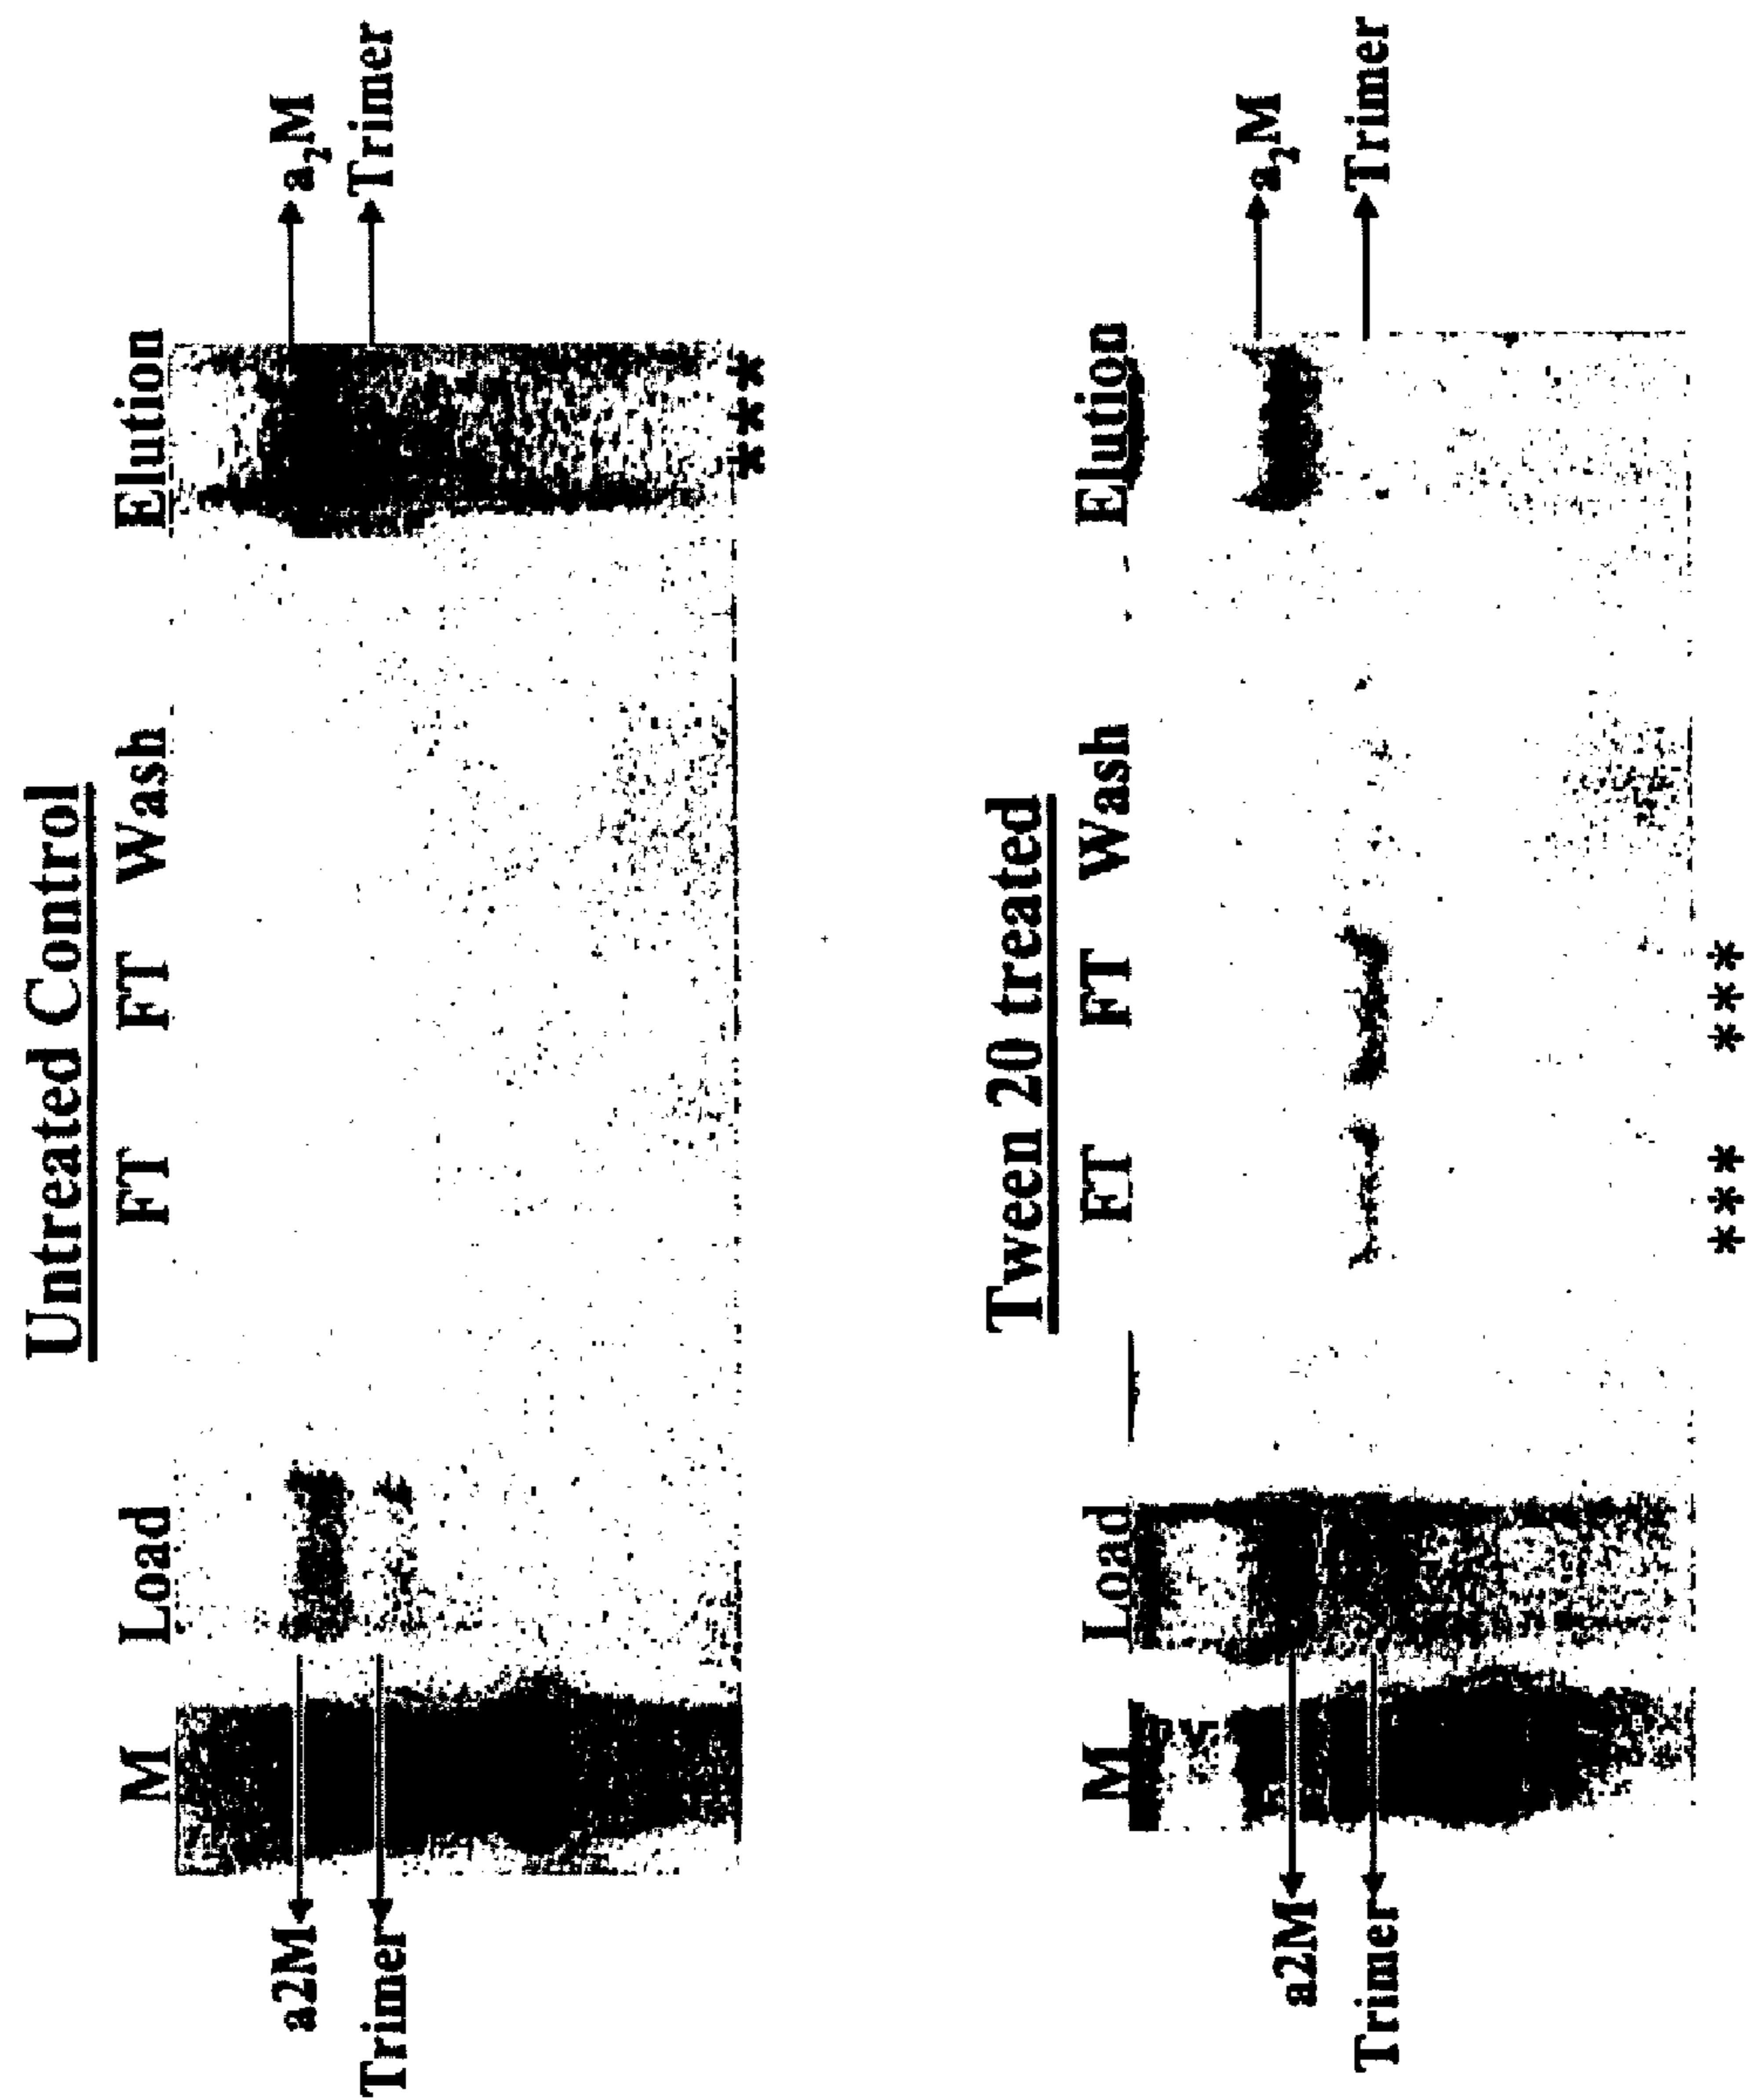 Untreated Control
M Load FT FT Wash Elution
a2M
Trimer
a₂M
Trimer
***
Tween 20 treated
M Load FT FT Wash Elution
a2M
Trimer
a₂M
Trimer
*** ***